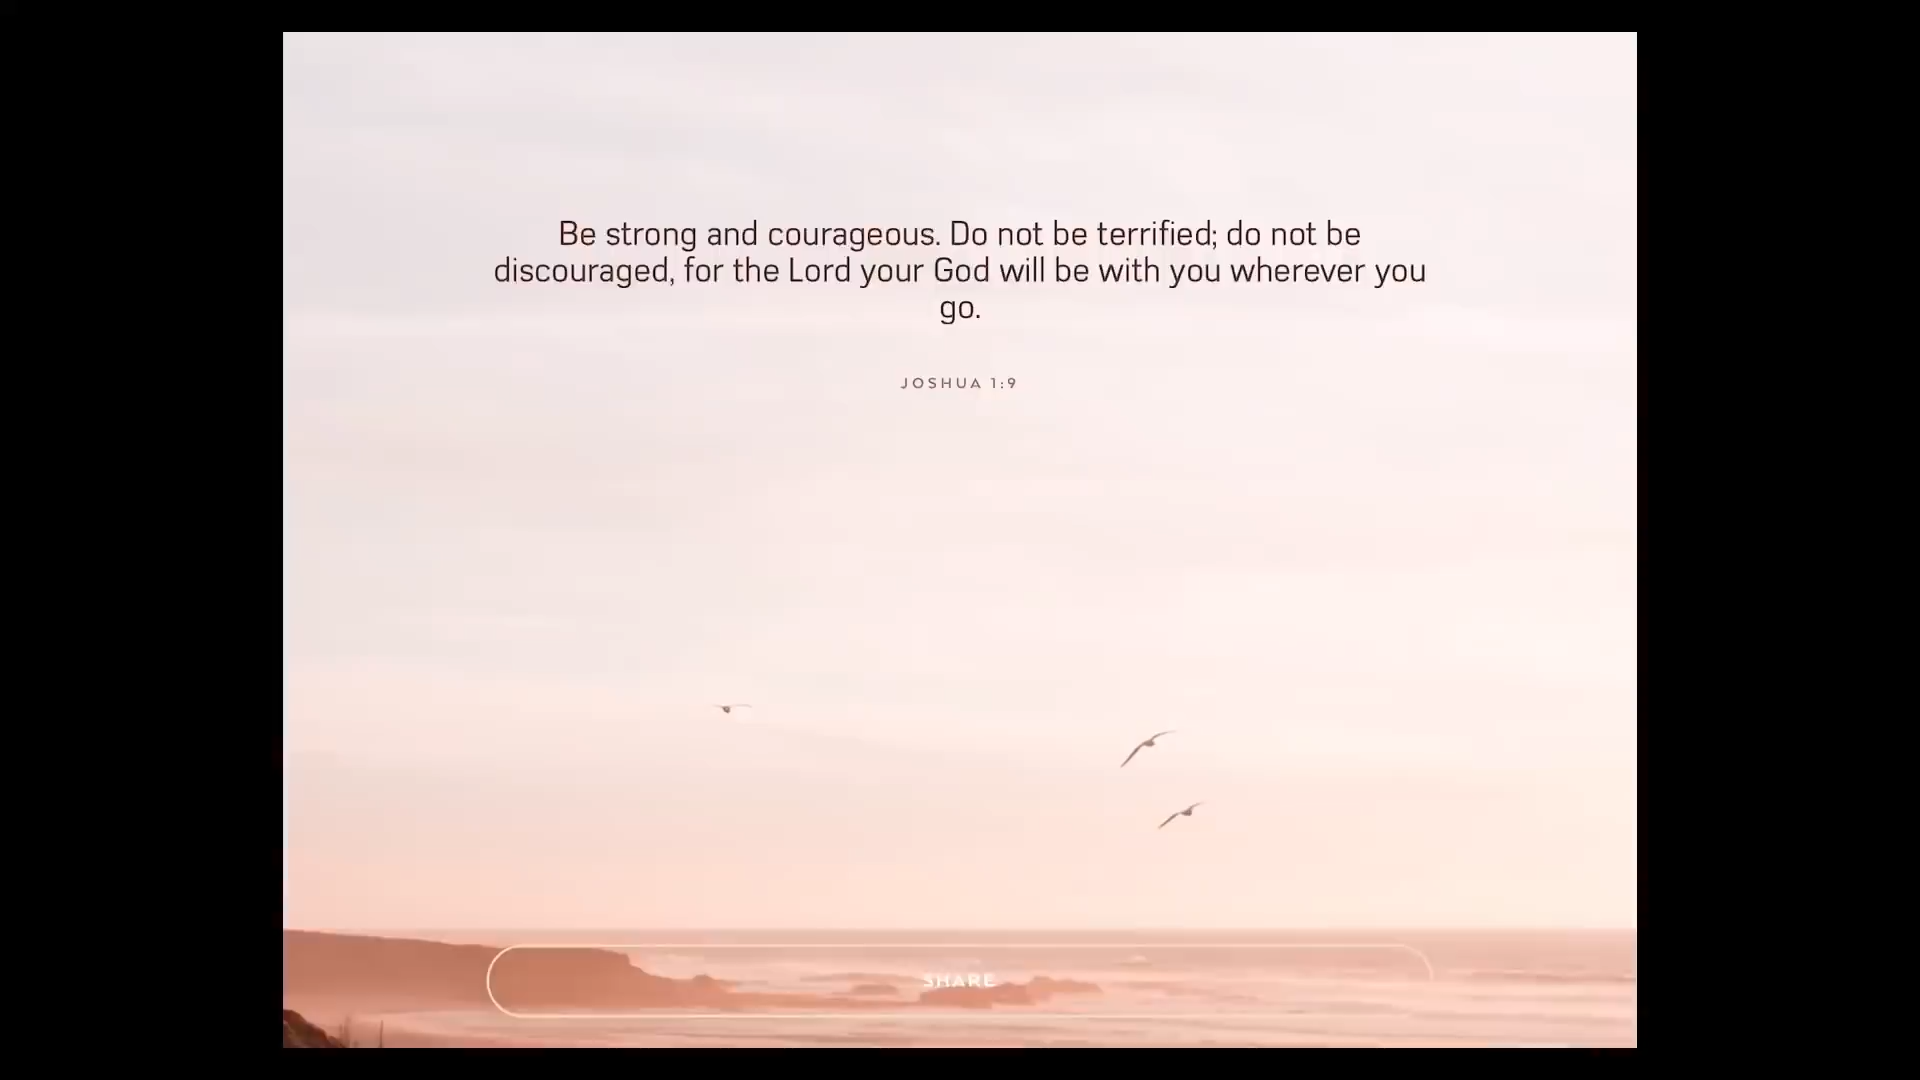 Be strong and courageous. Do not be terrified; do not be
discouraged, for the Lord your God will be with you wherever you
go.
JOSHUA 1:9
SHARE